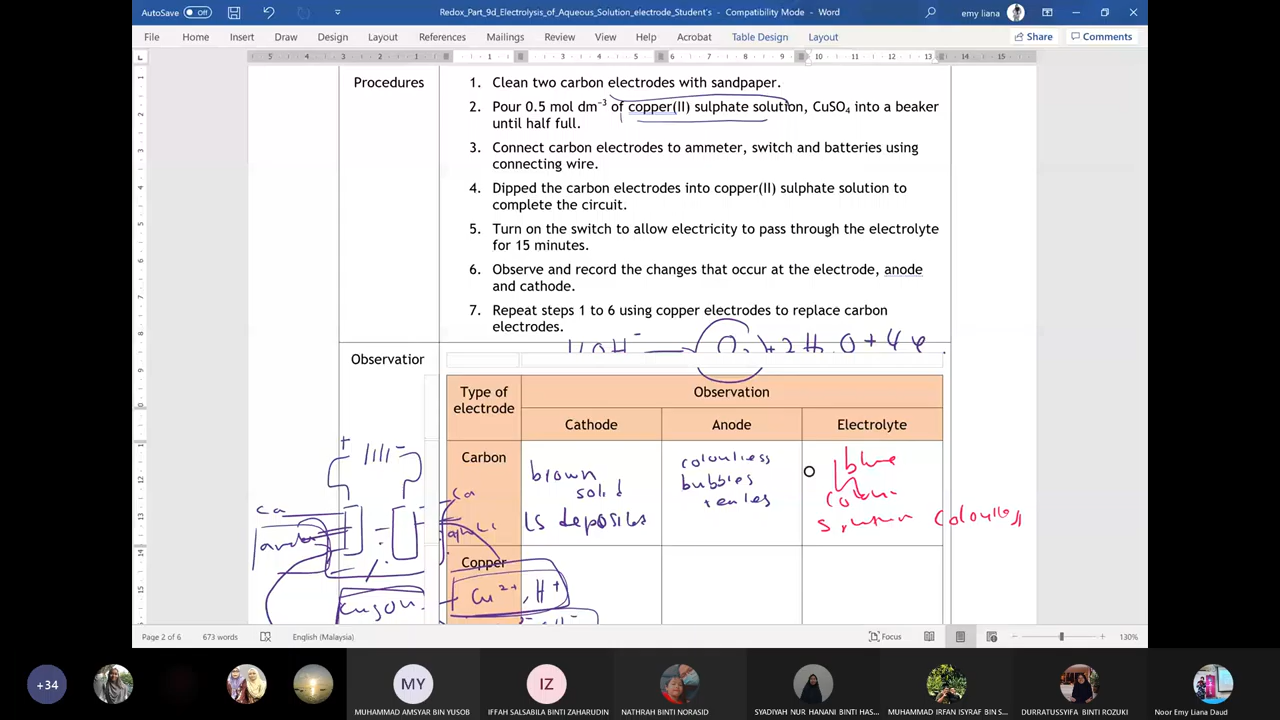 AutoSave Off
Redox_Part_9d_Electrolysis_of_Aqueous_Solution_electrode_Student's - Compatibility Mode - Word
emy liana
File Home Insert Draw Design Layout References Mailings Review View Help Acrobat Table Design Layout Share Comments
Procedures
1. Clean two carbon electrodes with sandpaper.
2. Pour 0.5 mol dm⁻³ of copper(II) sulphate solution, CuSO₄ into a beaker
until half full.
3. Connect carbon electrodes to ammeter, switch and batteries using
connecting wire.
4. Dipped the carbon electrodes into copper(II) sulphate solution to
complete the circuit.
5. Turn on the switch to allow electricity to pass through the electrolyte
for 15 minutes.
6. Observe and record the changes that occur at the electrode, anode
and cathode.
7. Repeat steps 1 to 6 using copper electrodes to replace carbon
electrodes.
Observation
Type of
electrode
Observation
Cathode Anode Electrolyte
Carbon
brown
solid
is deposites
colourless
bubbles
blue
solution colourless
Copper
Cu²⁺, H⁺
Page 2 of 6 673 words English (Malaysia) Focus 130%
+34
MY
MUHAMMAD AMSYAR BIN YUSOB
IZ
IFFAH SALSABILA BINTI ZAHARUDIN
NATHRAH BINTI NORASID
SYADIYAH NUR HANANI BINTI HAS...
MUHAMMAD IRFAN ISYRAF BIN S...
DURRATUSSYIFA BINTI ROZUKI
Noor Emy Liana Daud